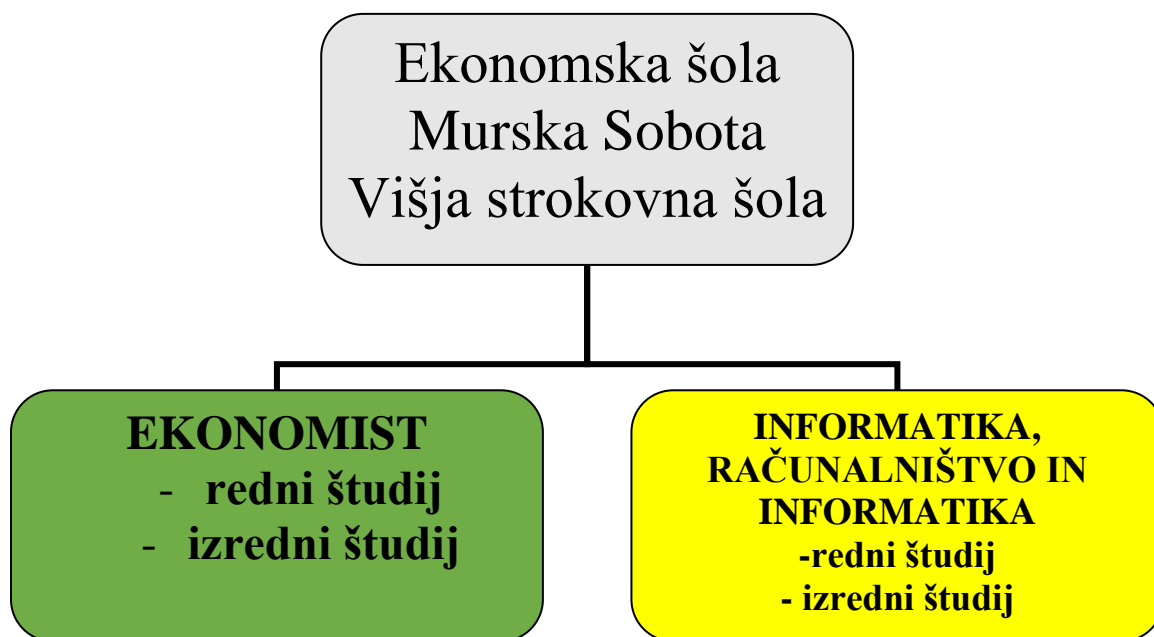 Ekonomska šola
Murska Sobota
Višja strokovna šola
EKONOMIST
- redni študij
- izredni študij
INFORMATIKA,
RAČUNALNIŠTVO IN
INFORMATIKA
-redni študij
- izredni študij